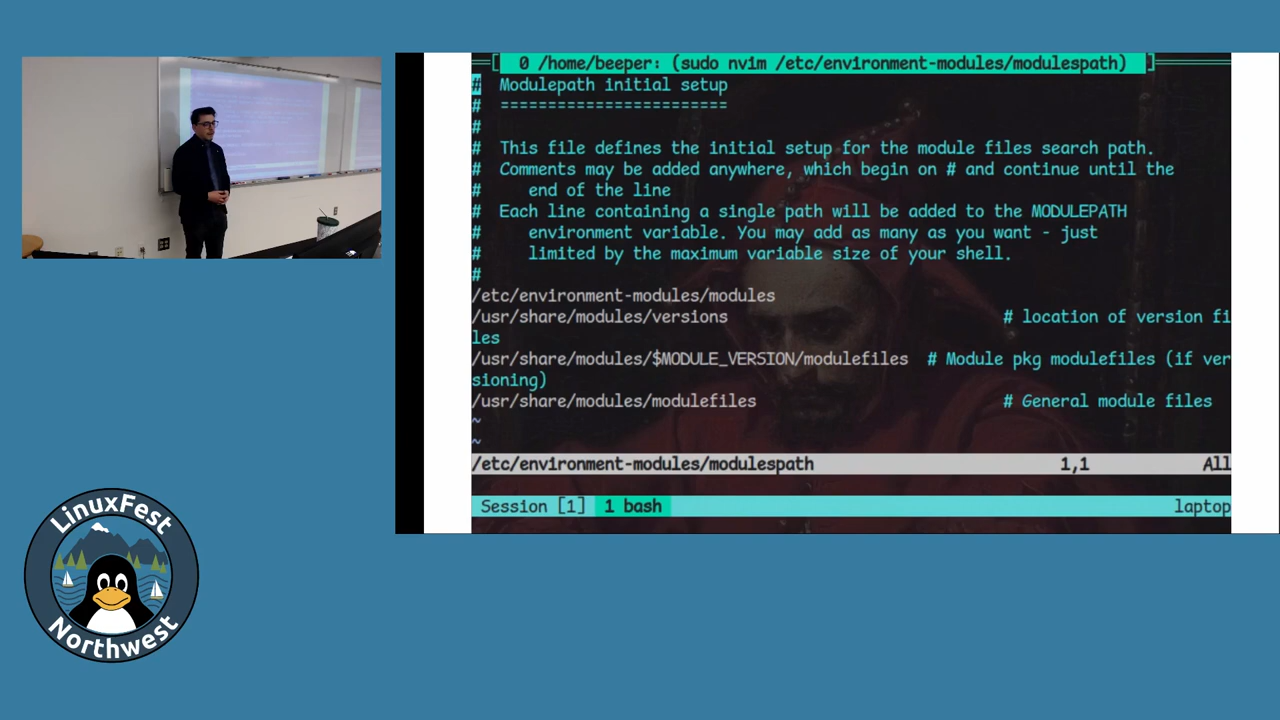 0 /home/beeper: (sudo nvim /etc/environment-modules/modulespath)
# Modulepath initial setup
# ========================
#
# This file defines the initial setup for the module files search path.
# Comments may be added anywhere, which begin on # and continue until the
# end of the line
# Each line containing a single path will be added to the MODULEPATH
# environment variable. You may add as many as you want - just
# limited by the maximum variable size of your shell.
#
/etc/environment-modules/modules
/usr/share/modules/versions # location of version fi
les
/usr/share/modules/$MODULE_VERSION/modulefiles # Module pkg modulefiles (if ver
sioning)
/usr/share/modules/modulefiles # General module files
~
~
/etc/environment-modules/modulespath 1,1 All
Session [1] 1 bash laptop
LinuxFest
Northwest